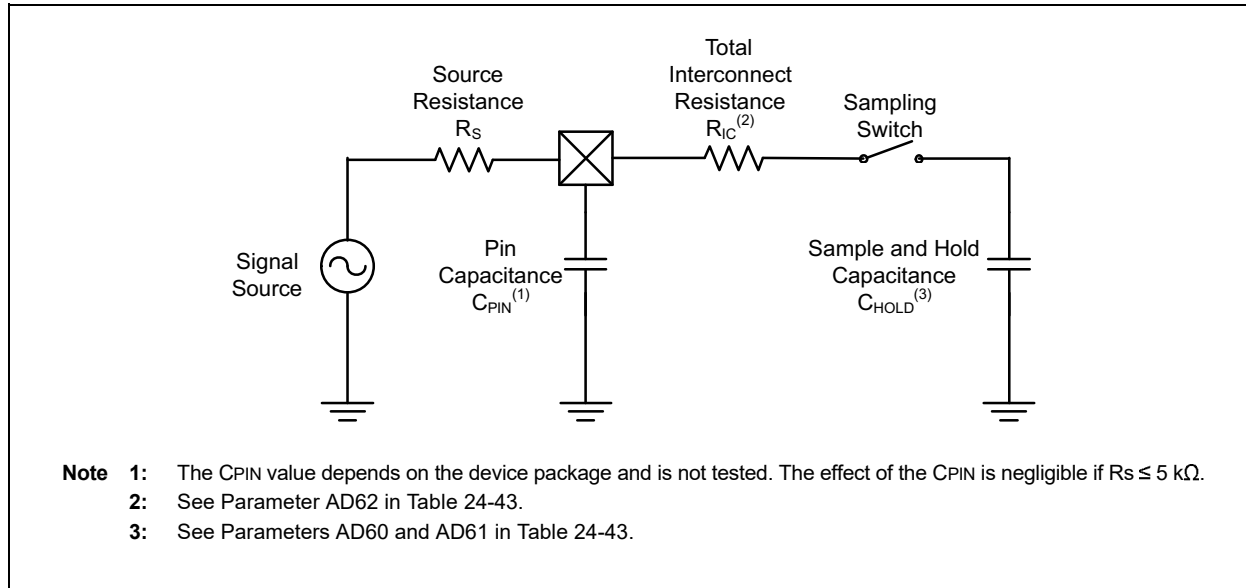 Total
Interconnect
Resistance
RIC(2)
Source
Resistance
RS
Sampling
Switch
Signal
Source
Pin
Capacitance
CPIN(1)
Sample and Hold
Capacitance
CHOLD(3)
Note 1: The CPIN value depends on the device package and is not tested. The effect of the CPIN is negligible if Rs ≤ 5 kΩ.
2: See Parameter AD62 in Table 24-43.
3: See Parameters AD60 and AD61 in Table 24-43.